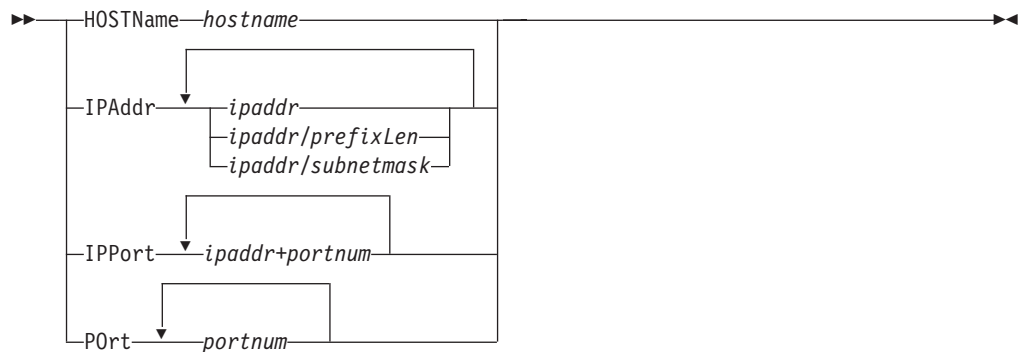 HOSTName hostname
IPAddr ipaddr
ipaddr/prefixLen
ipaddr/subnetmask
IPPort ipaddr+portnum
POrt portnum